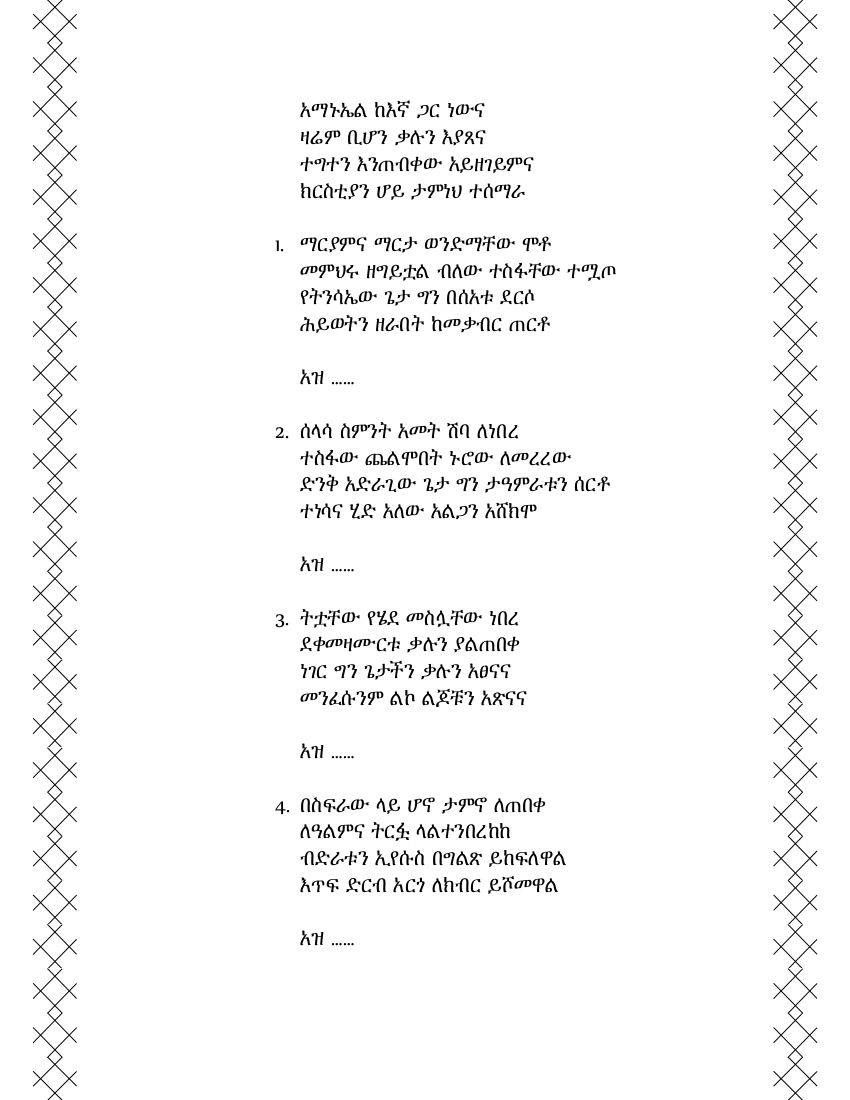 አማኑኤል ከእኛ ጋር ነውና
ዛሬም ቢሆን ቃሉን እያጸና
ተግተን እንጠብቀው አይዘገይምና
ክርስቲያን ሆይ ታምነህ ተሰማራ
1. ማርያምና ማርታ ወንድማቸው ሞቶ
መምህሩ ዘግይቷል ብለው ተስፋቸው ተሟጦ
የትንሳኤው ጌታ ግን በሰአቱ ደርሶ
ሕይወትን ዘራበት ከመቃብር ጠርቶ
አዝ ......
2. ሰላሳ ስምንት አመት ሽባ ለነበረ
ተስፋው ጨልሞበት ኑሮው ለመረረው
ድንቅ አድራጊው ጌታ ግን ታዓምራቱን ሰርቶ
ተነሳና ሂድ አለው አልጋን አሸክሞ
አዝ ......
3. ትቷቸው የሄደ መስሏቸው ነበረ
ደቀመዛሙርቱ ቃሉን ያልጠበቀ
ነገር ግን ጌታችን ቃሉን አፀናና
መንፈሱንም ልኮ ልጆቹን አጽናና
አዝ ......
4. በስፍራው ላይ ሆኖ ታምኖ ለጠበቀ
ለዓልምና ትርፏ ላልተንበረከከ
ብድራቱን ኢየሱስ በግልጽ ይከፍለዋል
እጥፍ ድርብ አርጎ ለክብር ይሾመዋል
አዝ ......